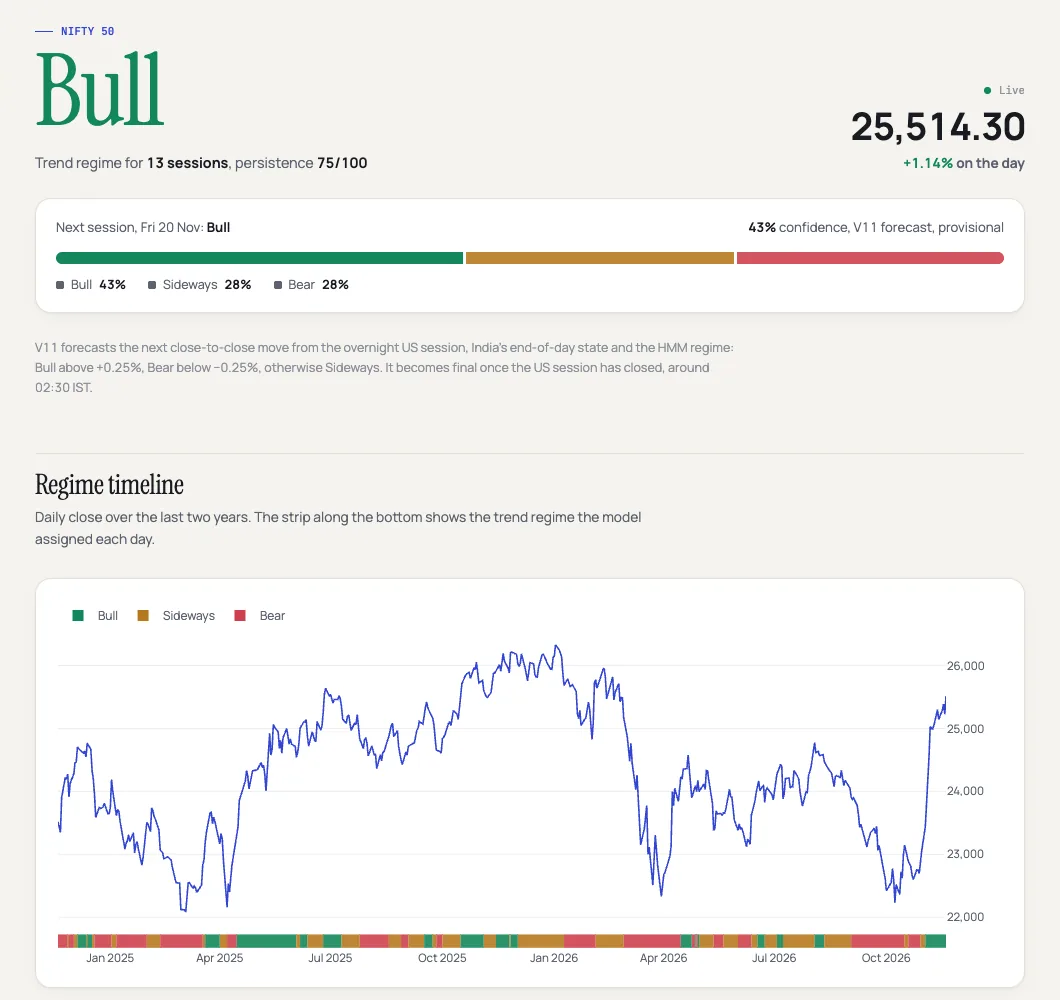 NIFTY 50
Bull
Live
25,514.30
Trend regime for 13 sessions, persistence 75/100
+1.14% on the day
Next session, Fri 20 Nov: Bull
43% confidence, V11 forecast, provisional
Bull 43% Sideways 28% Bear 28%
V11 forecasts the next close-to-close move from the overnight US session, India's end-of-day state and the HMM regime:
Bull above +0.25%, Bear below −0.25%, otherwise Sideways. It becomes final once the US session has closed, around
02:30 IST.
Regime timeline
Daily close over the last two years. The strip along the bottom shows the trend regime the model
assigned each day.
Bull Sideways Bear
26,000
25,000
24,000
23,000
22,000
Jan 2025 Apr 2025 Jul 2025 Oct 2025 Jan 2026 Apr 2026 Jul 2026 Oct 2026